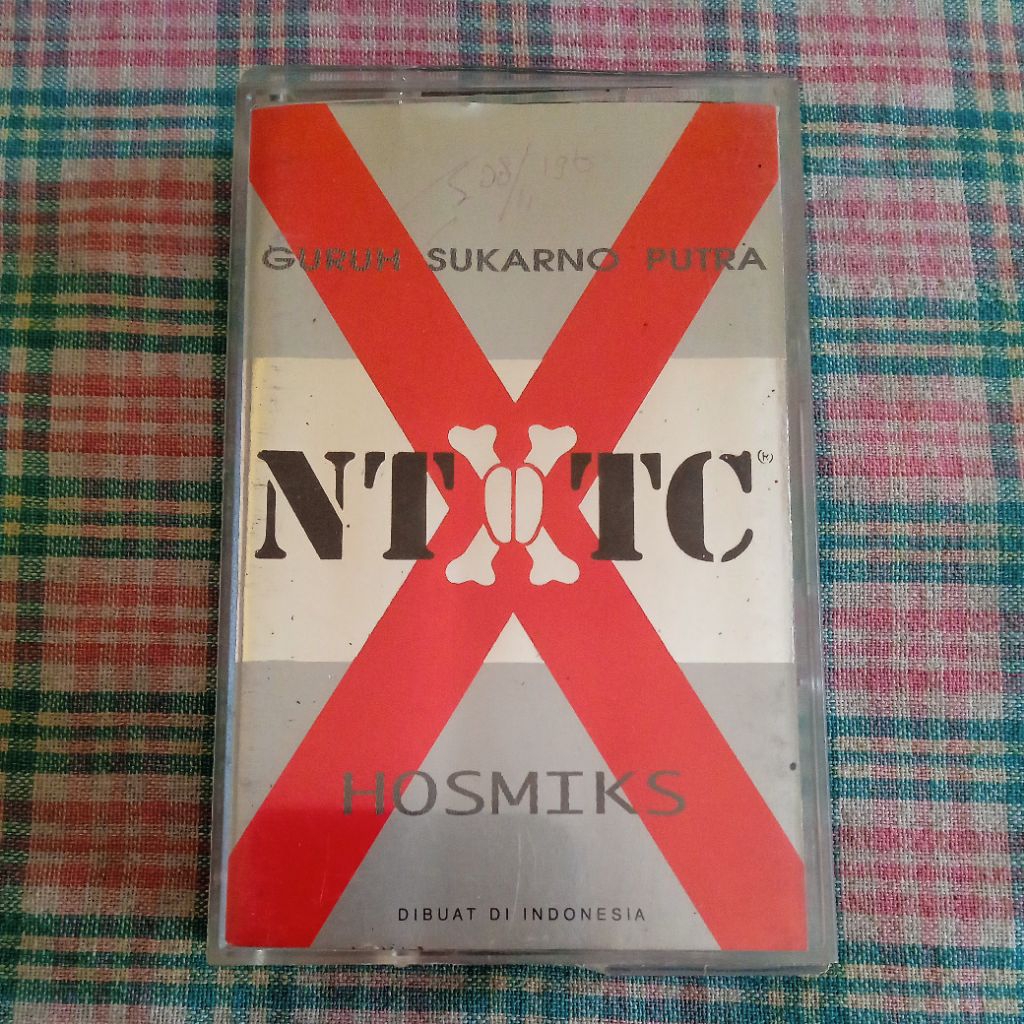 GURUH SUKARNO PUTRA
NTXTC®
HOSMIKS
DIBUAT DI INDONESIA